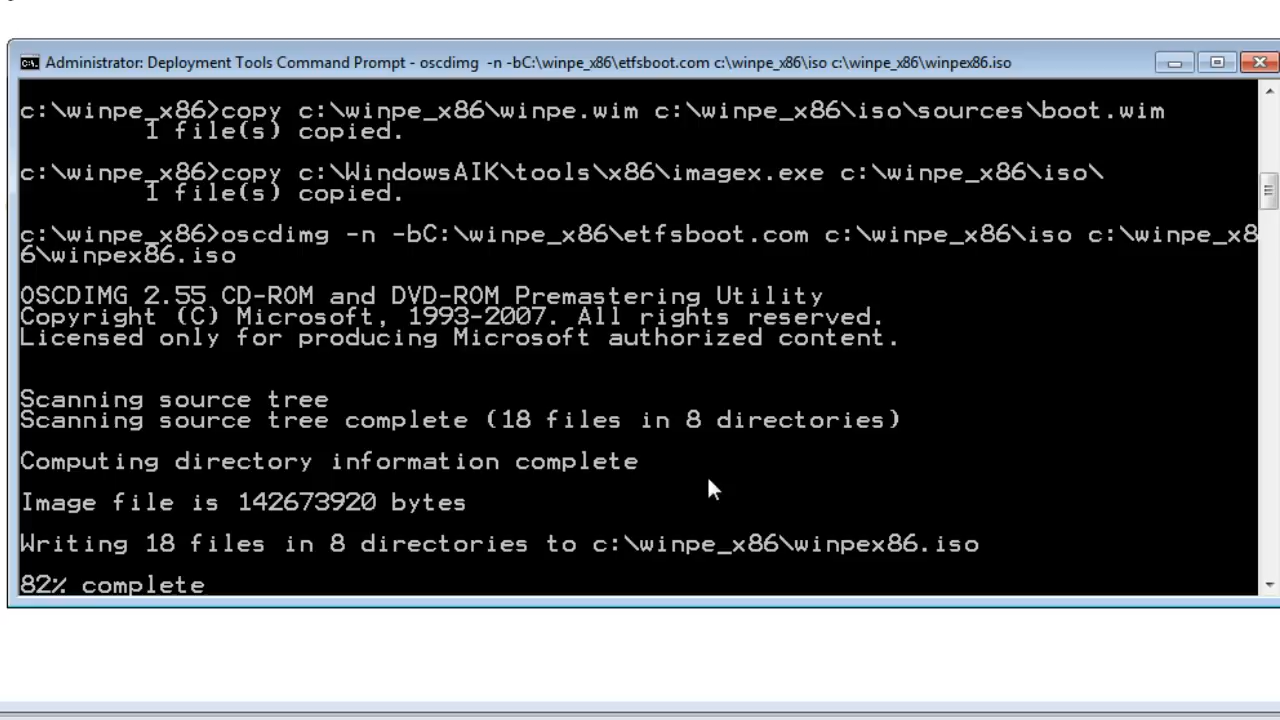 Administrator: Deployment Tools Command Prompt - oscdimg -n -bC:\winpe_x86\etfsboot.com c:\winpe_x86\iso c:\winpe_x86\winpex86.iso
c:\winpe_x86>copy c:\winpe_x86\winpe.wim c:\winpe_x86\iso\sources\boot.wim
1 file(s) copied.
c:\winpe_x86>copy c:\WindowsAIK\tools\x86\imagex.exe c:\winpe_x86\iso\
1 file(s) copied.
c:\winpe_x86>oscdimg -n -bC:\winpe_x86\etfsboot.com c:\winpe_x86\iso c:\winpe_x8
6\winpex86.iso
OSCDIMG 2.55 CD-ROM and DVD-ROM Premastering Utility
Copyright (C) Microsoft, 1993-2007. All rights reserved.
Licensed only for producing Microsoft authorized content.
Scanning source tree
Scanning source tree complete (18 files in 8 directories)
Computing directory information complete
Image file is 142673920 bytes
Writing 18 files in 8 directories to c:\winpe_x86\winpex86.iso
82% complete